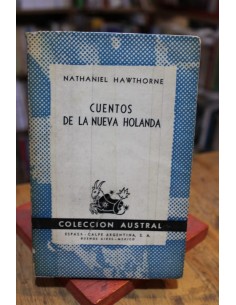 NATHANIEL HAWTHORNE
CUENTOS
DE LA NUEVA HOLANDA
COLECCION AUSTRAL
ESPASA - CALPE ARGENTINA, S. A.
BUENOS AIRES - MEXICO